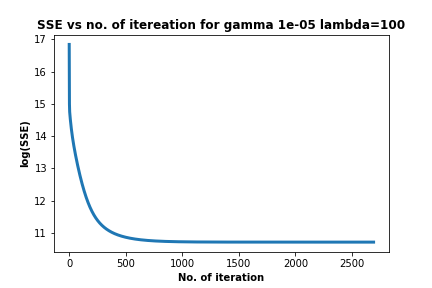 SSE vs no. of itereation for gamma 1e-05 lambda=100
17
16
15
14
13
12
11
log(SSE)
0 500 1000 1500 2000 2500
No. of iteration